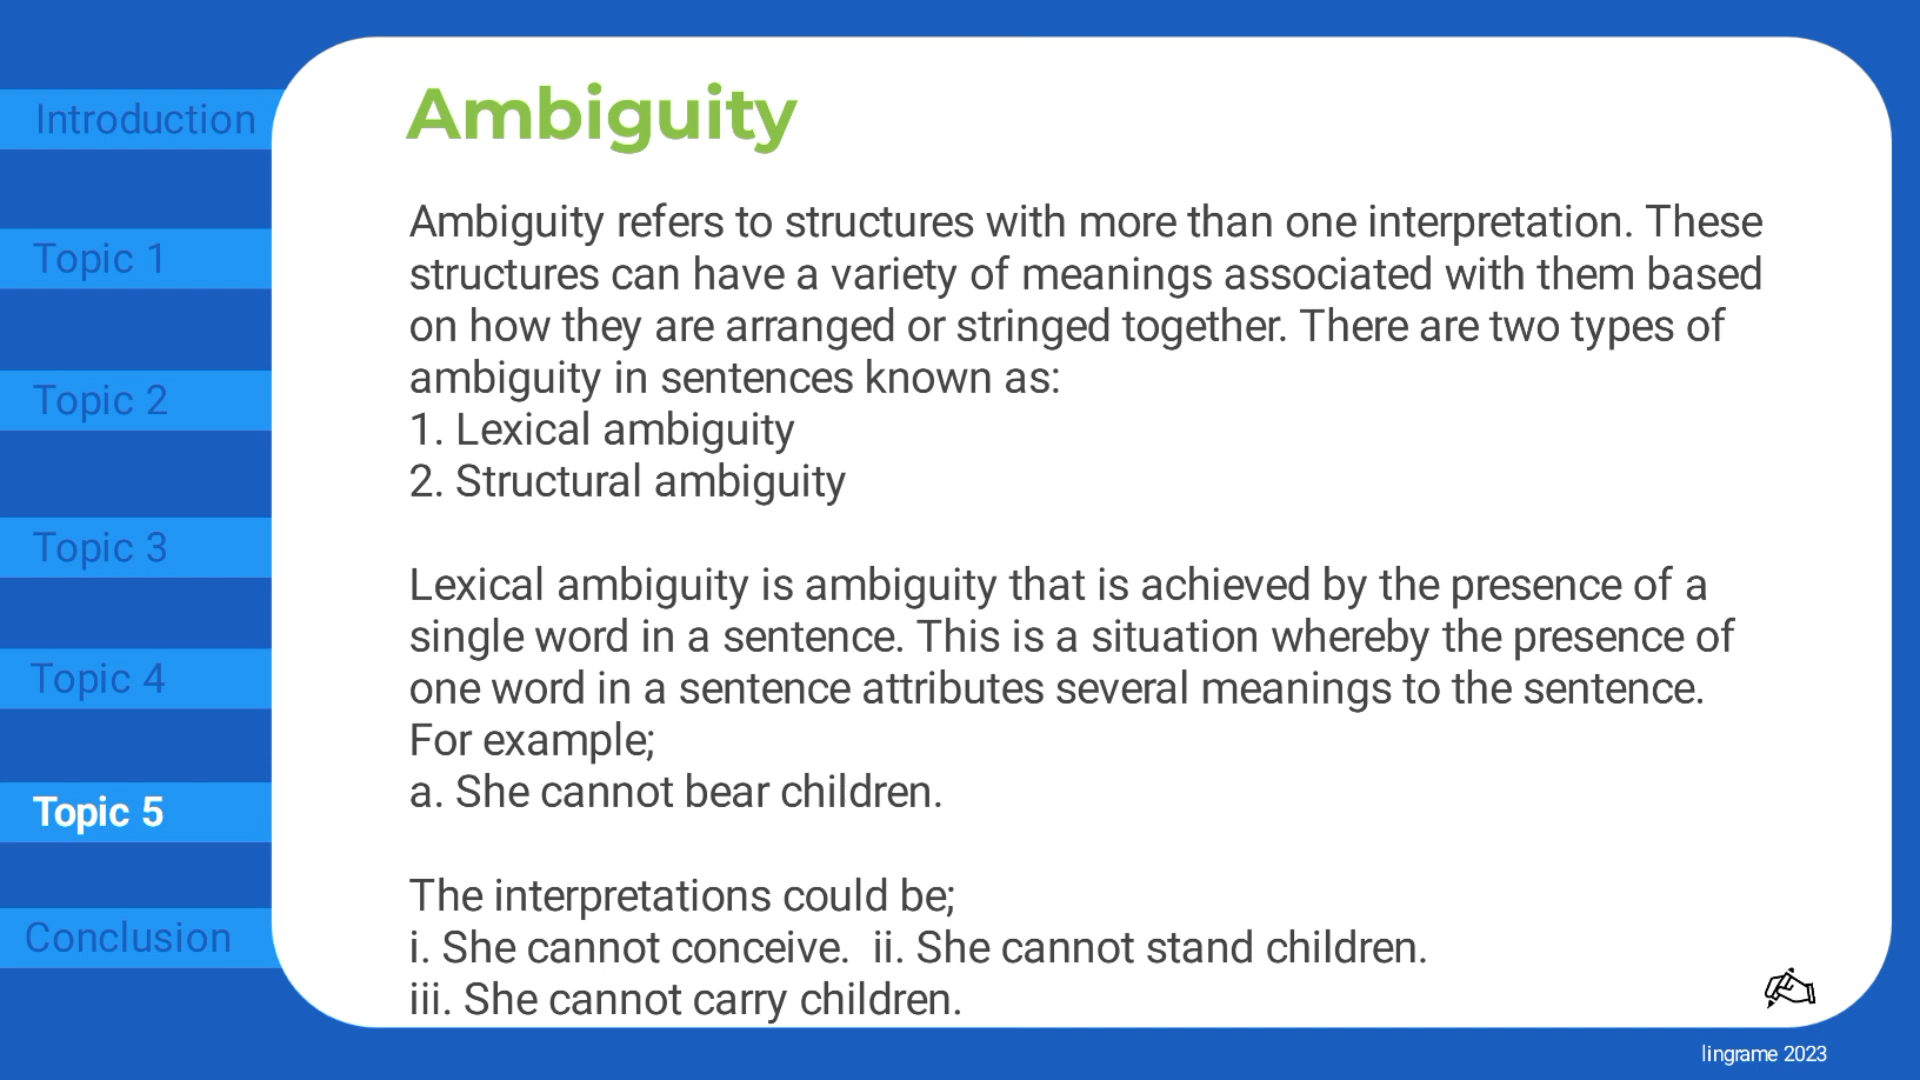 Introduction
Topic 1
Topic 2
Topic 3
Topic 4
Topic 5
Conclusion
Ambiguity
Ambiguity refers to structures with more than one interpretation. These
structures can have a variety of meanings associated with them based
on how they are arranged or stringed together. There are two types of
ambiguity in sentences known as:
1. Lexical ambiguity
2. Structural ambiguity
Lexical ambiguity is ambiguity that is achieved by the presence of a
single word in a sentence. This is a situation whereby the presence of
one word in a sentence attributes several meanings to the sentence.
For example;
a. She cannot bear children.
The interpretations could be;
i. She cannot conceive.  ii. She cannot stand children.
iii. She cannot carry children.
lingrame 2023